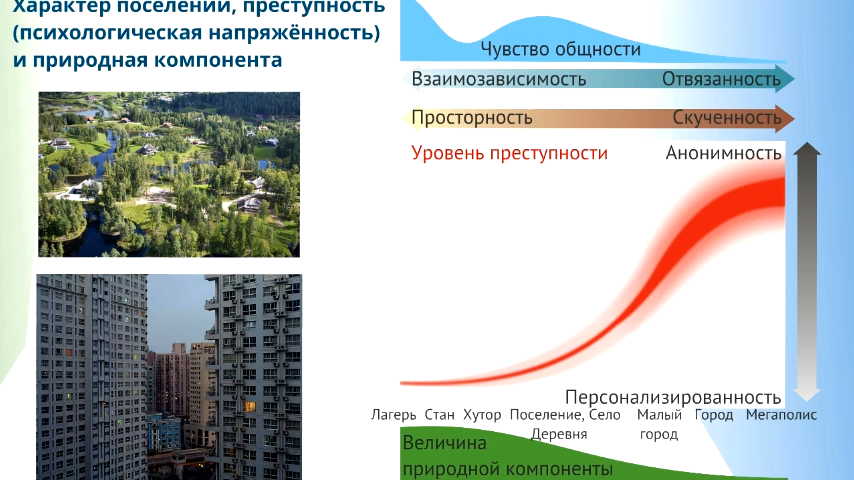 Характер поселений, преступность
(психологическая напряжённость)
и природная компонента
Чувство общности
Взаимозависимость Отвязанность
Просторность Скученность
Уровень преступности Анонимность
Персонализированность
Лагерь Стан Хутор Поселение, Село Малый Город Мегаполис
Деревня город
Величина
природной компоненты